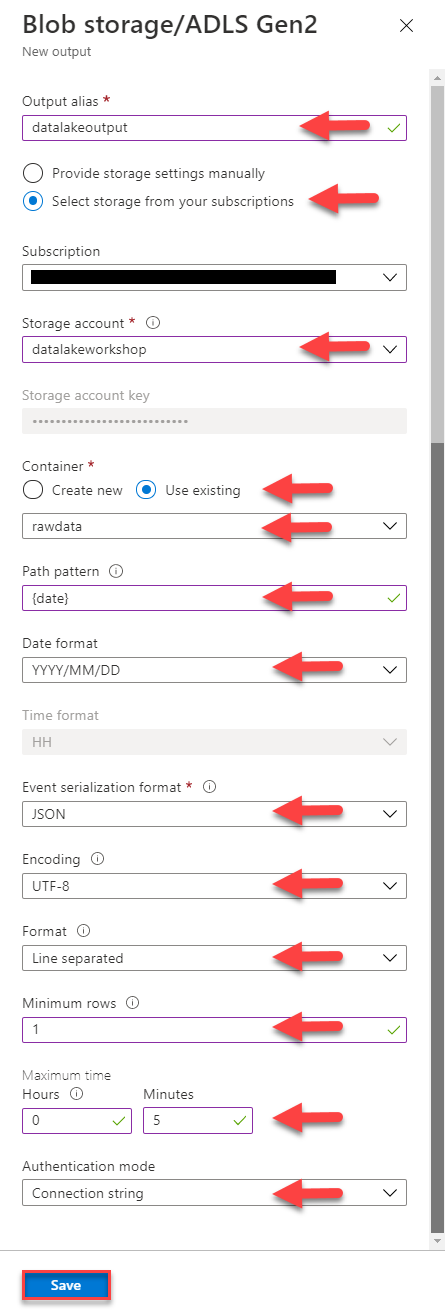 Blob storage/ADLS Gen2
New output
Output alias *
datalakeoutput
Provide storage settings manually
Select storage from your subscriptions
Subscription
Storage account *
datalakeworkshop
Storage account key
••••••••••••••••••••••••••••
Container *
Create new Use existing
rawdata
Path pattern
{date}
Date format
YYYY/MM/DD
Time format
HH
Event serialization format *
JSON
Encoding
UTF-8
Format
Line separated
Minimum rows
1
Maximum time
Hours Minutes
0 5
Authentication mode
Connection string
Save